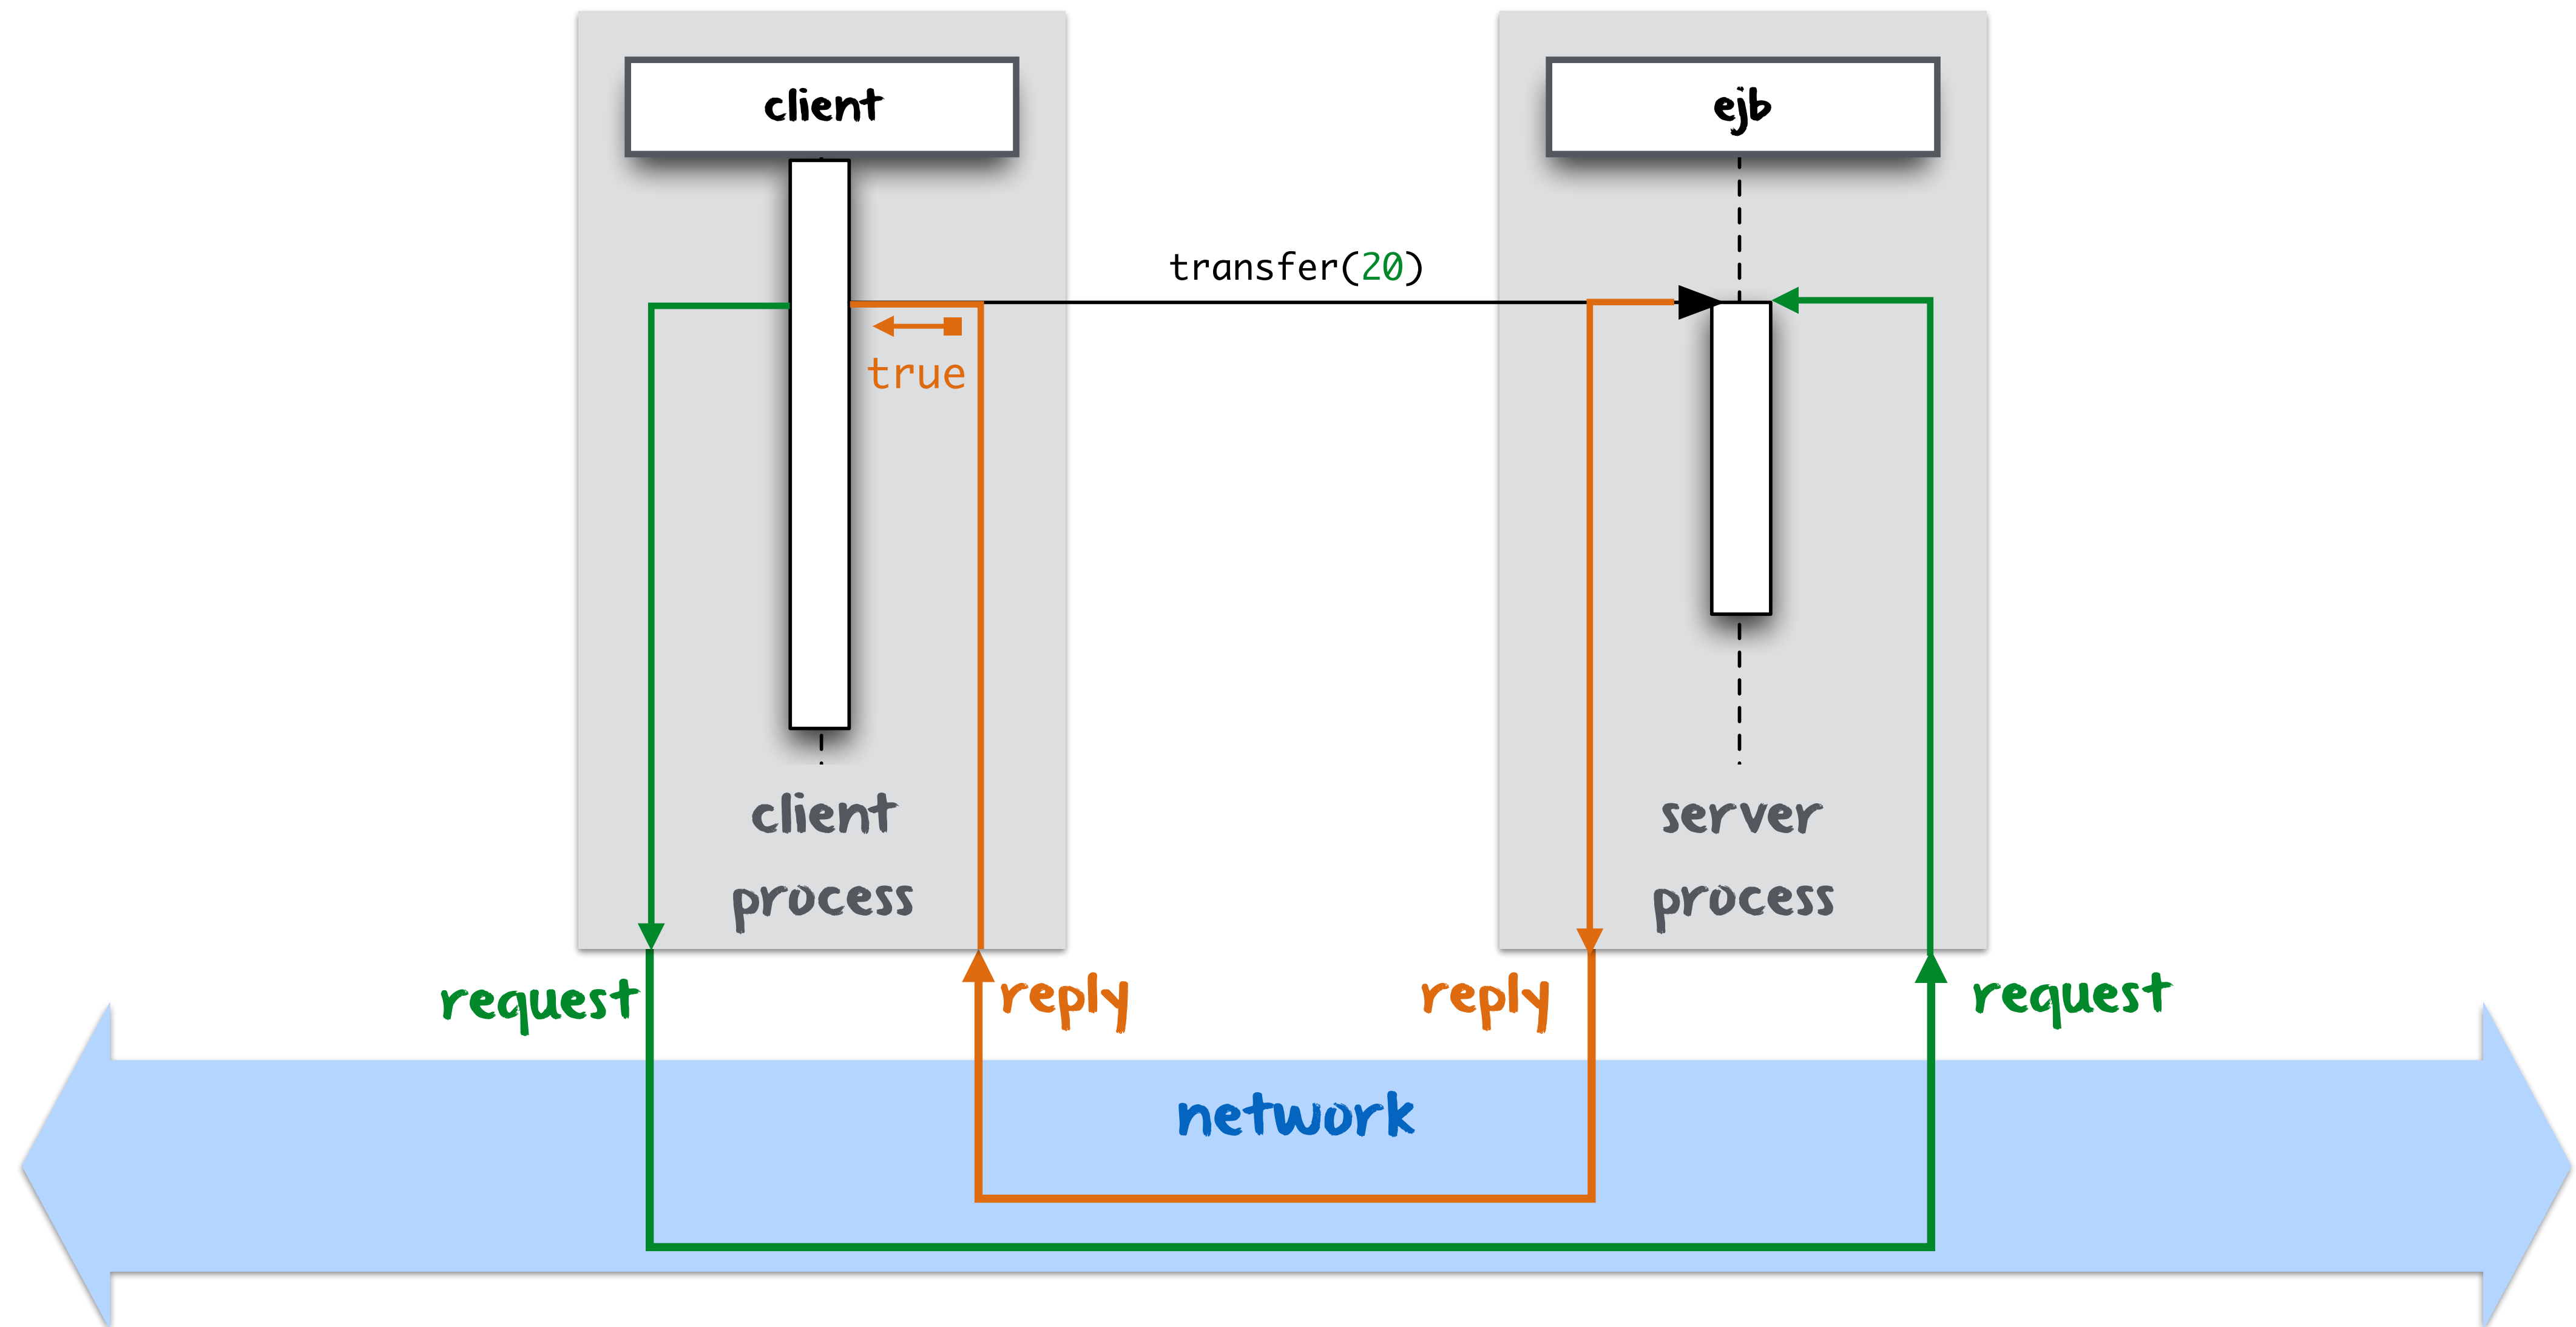 client
ejb
transfer(20)
true
client
process
server
process
request
reply
reply
request
network